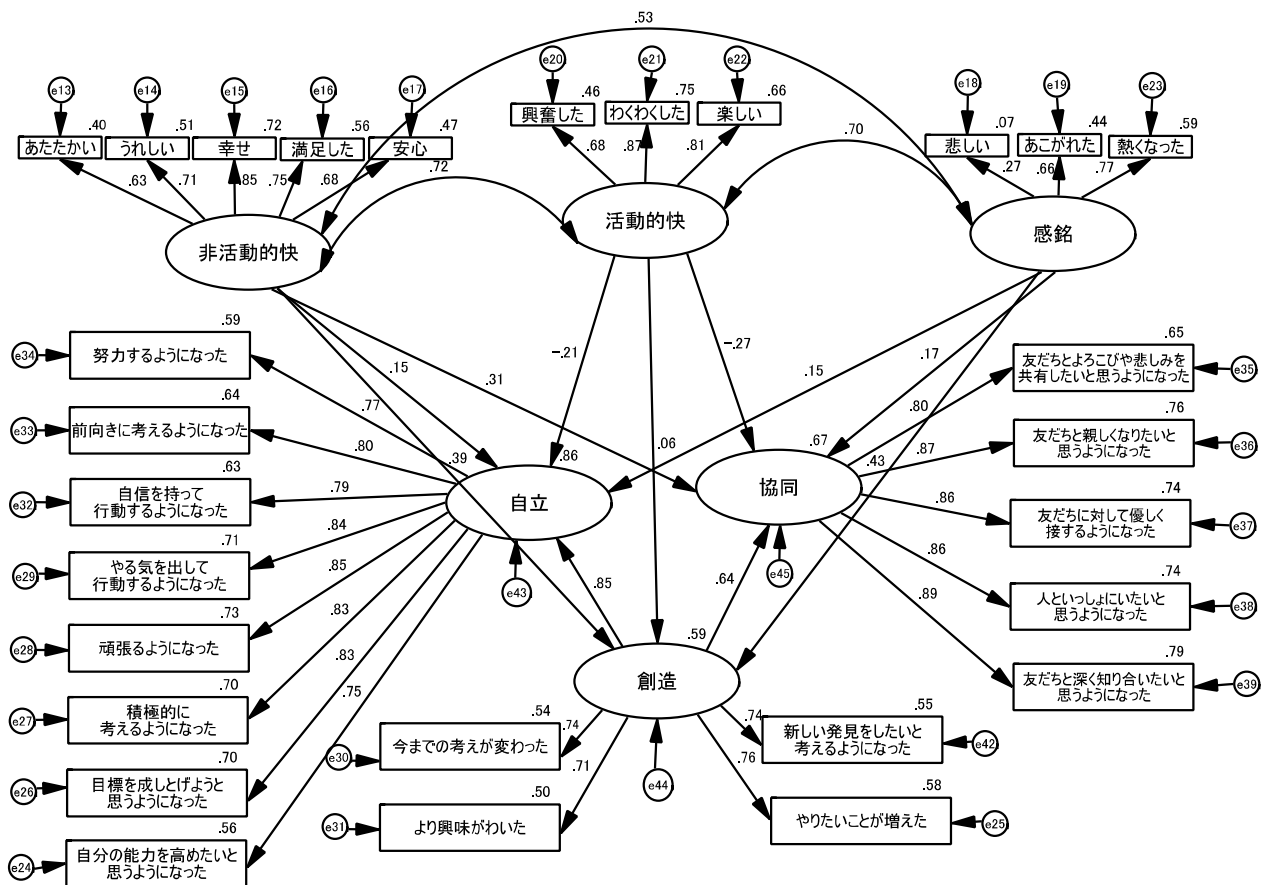 .53
e13
e14
e15
e16
e17
e20
e21
e22
e18
e19
e23
.40
.51
.72
.56
.47
.46
.75
.66
.07
.44
.59
あたたかい
うれしい
幸せ
満足した
安心
興奮した
わくわくした
楽しい
悲しい
あこがれた
熱くなった
.63
.71
.85
.75
.68
.72
.68
.87
.81
.70
.27
.66
.77
非活動的快
活動的快
感銘
.59
e34
努力するようになった
.64
e33
前向きに考えるようになった
.63
e32
自信を持って
行動するようになった
.71
e29
やる気を出して
行動するようになった
.73
e28
頑張るようになった
.70
e27
積極的に
考えるようになった
.70
e26
目標を成しとげようと
思うようになった
.56
e24
自分の能力を高めたいと
思うようになった
.77
.80
.79
.84
.85
.83
.83
.75
.15
.31
-.21
-.27
.17
.15
.39
.06
.43
.86
自立
e43
.67
協同
e45
.85
.64
.59
創造
e44
.80
.87
.86
.86
.89
.65
友だちとよろこびや悲しみを
共有したいと思うようになった
e35
.76
友だちと親しくなりたいと
思うようになった
e36
.74
友だちに対して優しく
接するようになった
e37
.74
人といっしょにいたいと
思うようになった
e38
.79
友だちと深く知り合いたいと
思うようになった
e39
.54
.74
今までの考えが変わった
e30
.71
.50
より興味がわいた
e31
.74
.55
新しい発見をしたいと
考えるようになった
e42
.76
.58
やりたいことが増えた
e25